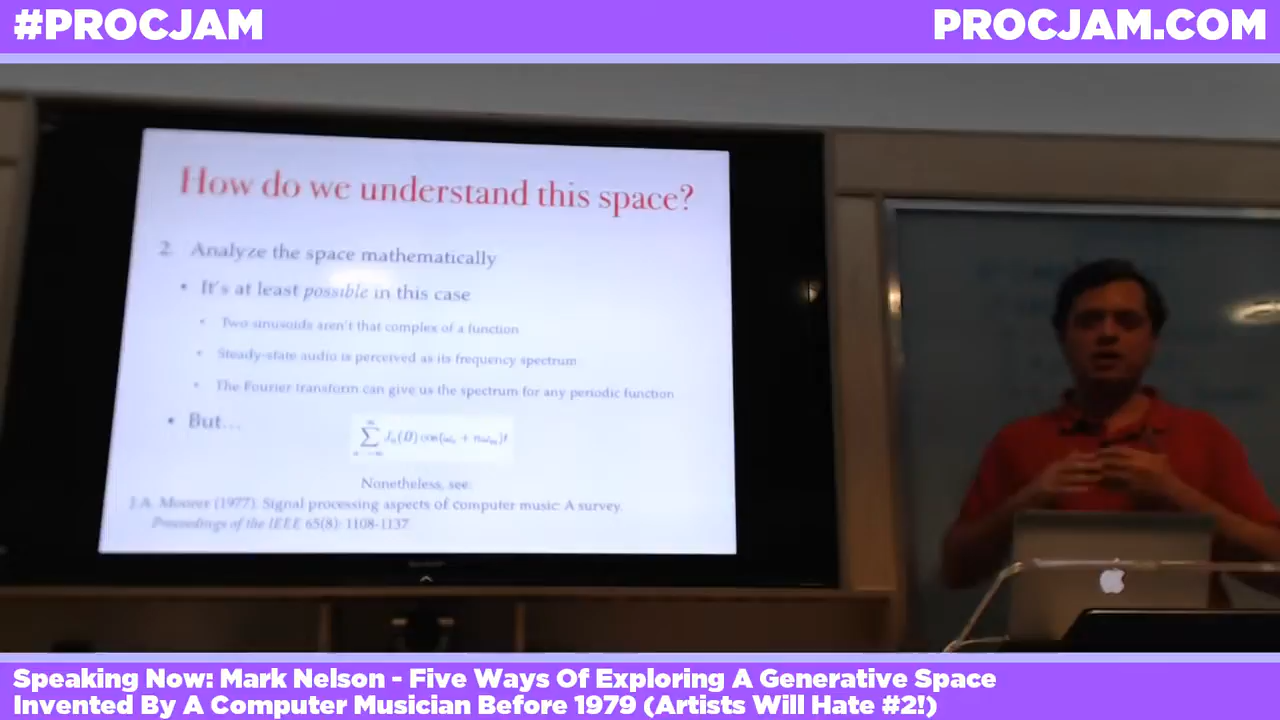 #PROCJAM
PROCJAM.COM
How do we understand this space?
2. Analyze the space mathematically
• It's at least possible in this case
• Two sinusoids aren't that complex of a function
• Steady-state audio is perceived as its frequency spectrum
• The Fourier transform can give us the spectrum for any periodic function
• But...
Nonetheless, see:
J.A. Moorer (1977). Signal processing aspects of computer music: A survey.
Proceedings of the IEEE 65(8): 1108-1137.
Speaking Now: Mark Nelson - Five Ways Of Exploring A Generative Space
Invented By A Computer Musician Before 1979 (Artists Will Hate #2!)